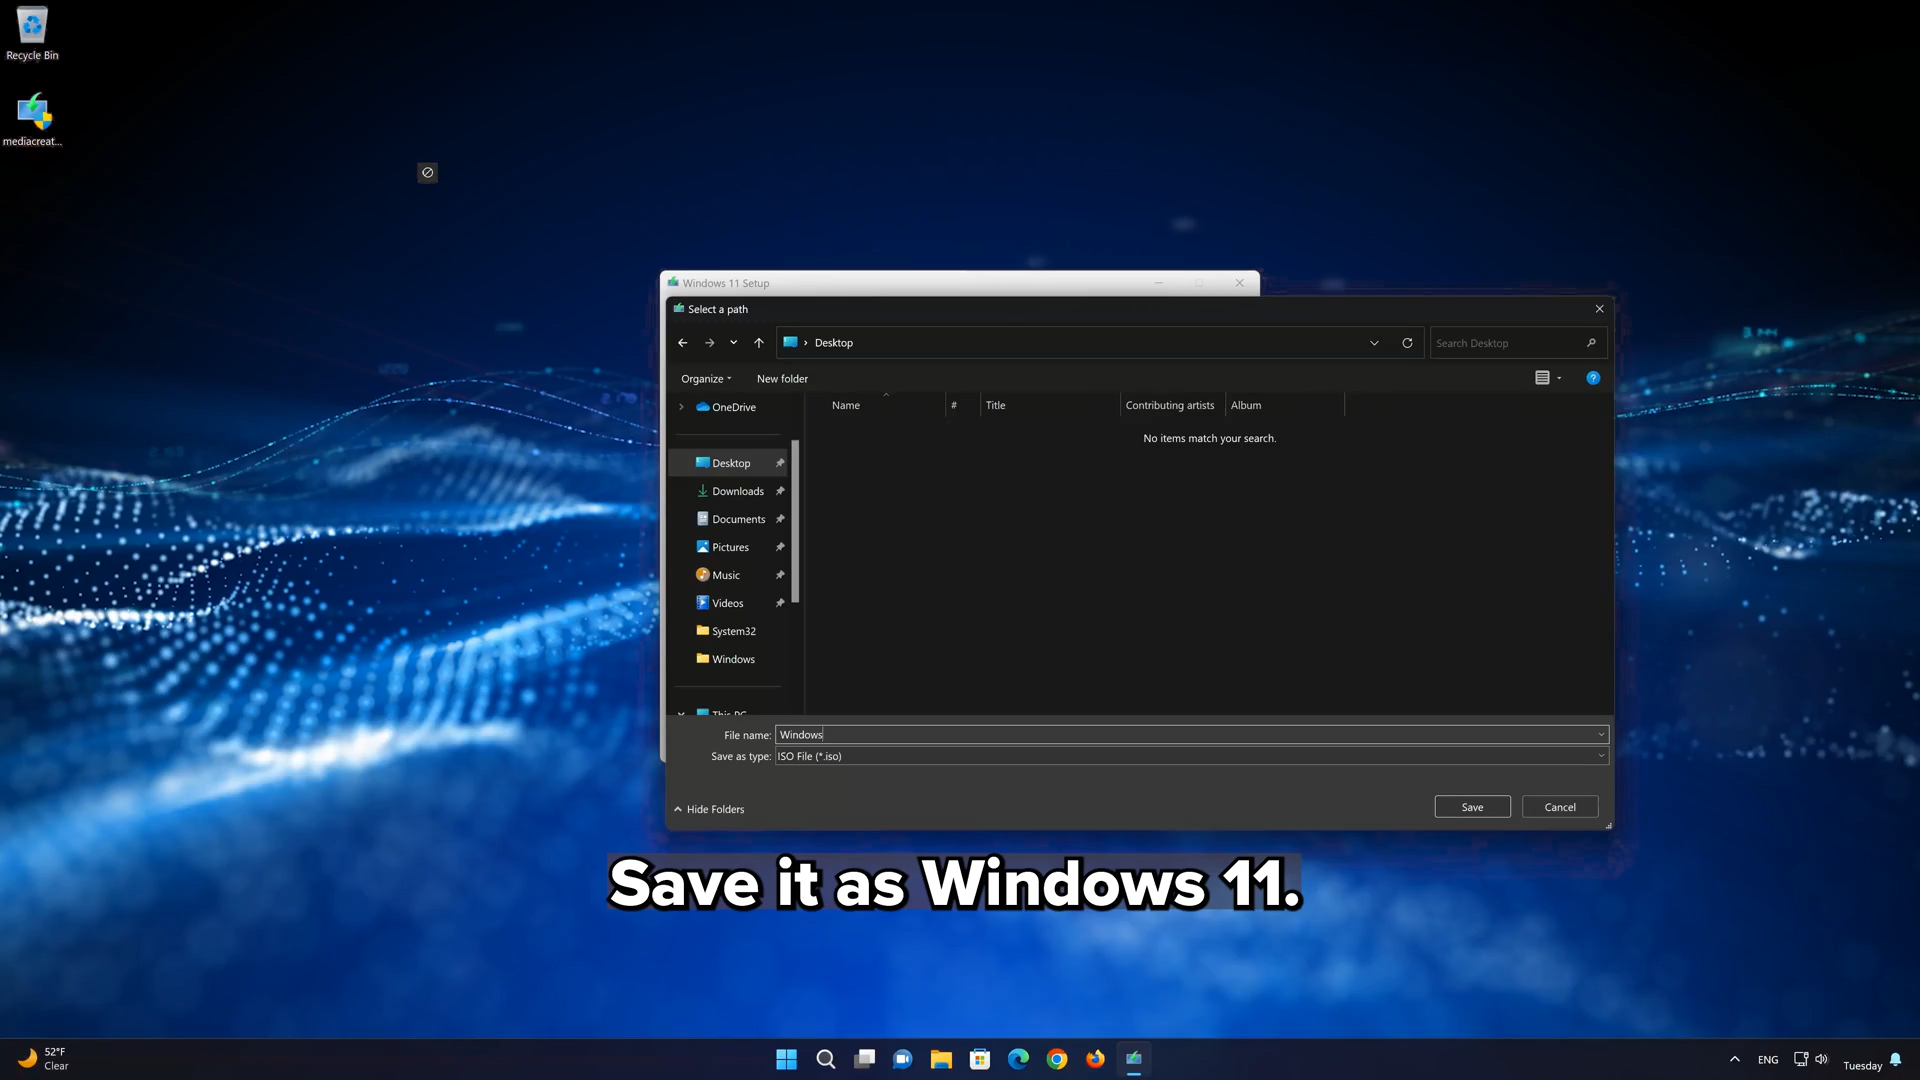 Recycle Bin
mediacreat...
Windows 11 Setup
Select a path
Desktop
Search Desktop
Organize
New folder
OneDrive
Name
#
Title
Contributing artists
Album
No items match your search.
Desktop
Downloads
Documents
Pictures
Music
Videos
System32
Windows
This PC
File name: Windows
Save as type: ISO File (*.iso)
Hide Folders
Save
Cancel
Save it as Windows 11.
52°F
Clear
ENG
Tuesday